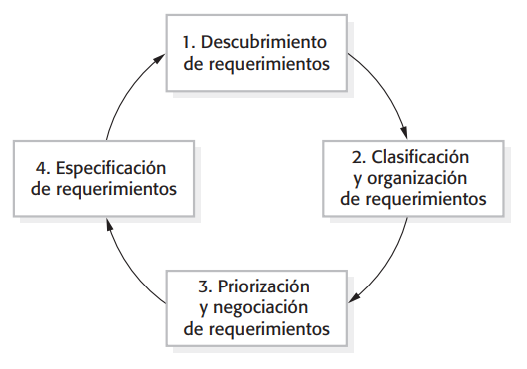 1. Descubrimiento
de requerimientos
2. Clasificación
y organización
de requerimientos
3. Priorización
y negociación
de requerimientos
4. Especificación
de requerimientos